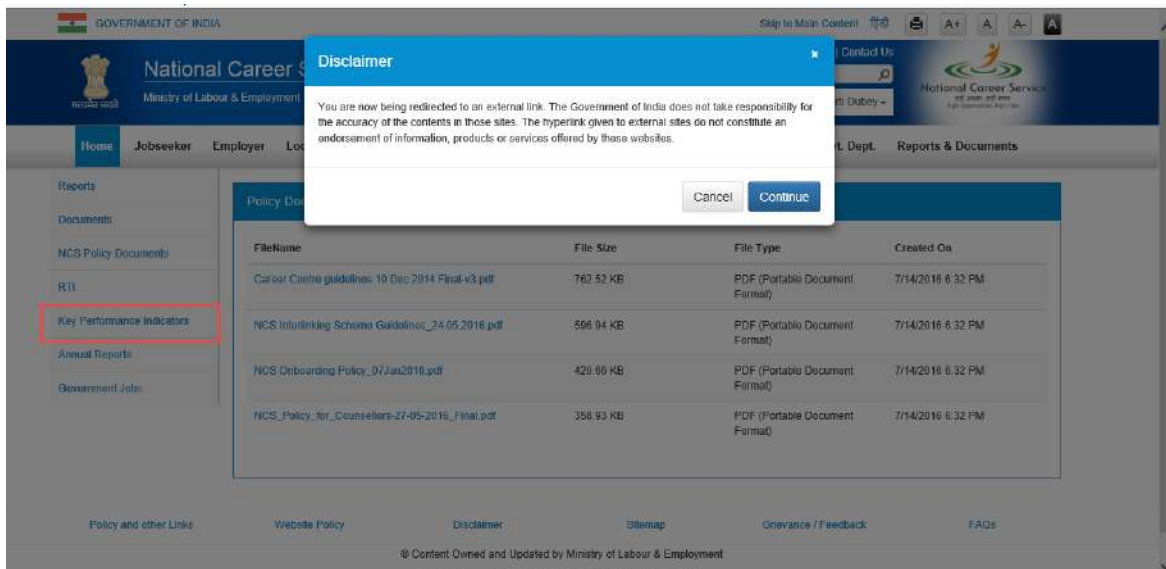 GOVERNMENT OF INDIA
Skip to Main Content हिंदी A+ A A- A
National Career S
Ministry of Labour & Employment
सत्यमेव जयते
| Contact Us
Dubey
National Career Service
Disclaimer
×
You are now being redirected to an external link. The Government of India does not take responsibility for
the accuracy of the contents in those sites. The hyperlink given to external sites do not constitute an
endorsement of information, products or services offered by these websites.
Cancel Continue
Home Jobseeker Employer Loc t. Dept. Reports & Documents
Reports
Documents
NCS Policy Documents
RTI
Key Performance Indicators
Annual Reports
Government Jobs
Policy Doc
FileName File Size File Type Created On
Career Centre guidelines 10 Dec 2014 Final-v3.pdf 762.52 KB PDF (Portable Document Format) 7/14/2016 6:32 PM
NCS Interlinking Scheme Guidelines_24.05.2016.pdf 596.94 KB PDF (Portable Document Format) 7/14/2016 6:32 PM
NCS Onboarding Policy_07Jan2016.pdf PDF (Portable Document Format) 7/14/2016 6:32 PM
NCS_Policy_for_Counsellors-27-05-2016_Final.pdf 358.93 KB PDF (Portable Document Format) 7/14/2016 6:32 PM
Policy and other Links Website Policy Disclaimer Sitemap Grievance / Feedback FAQs
© Content Owned and Updated by Ministry of Labour & Employment